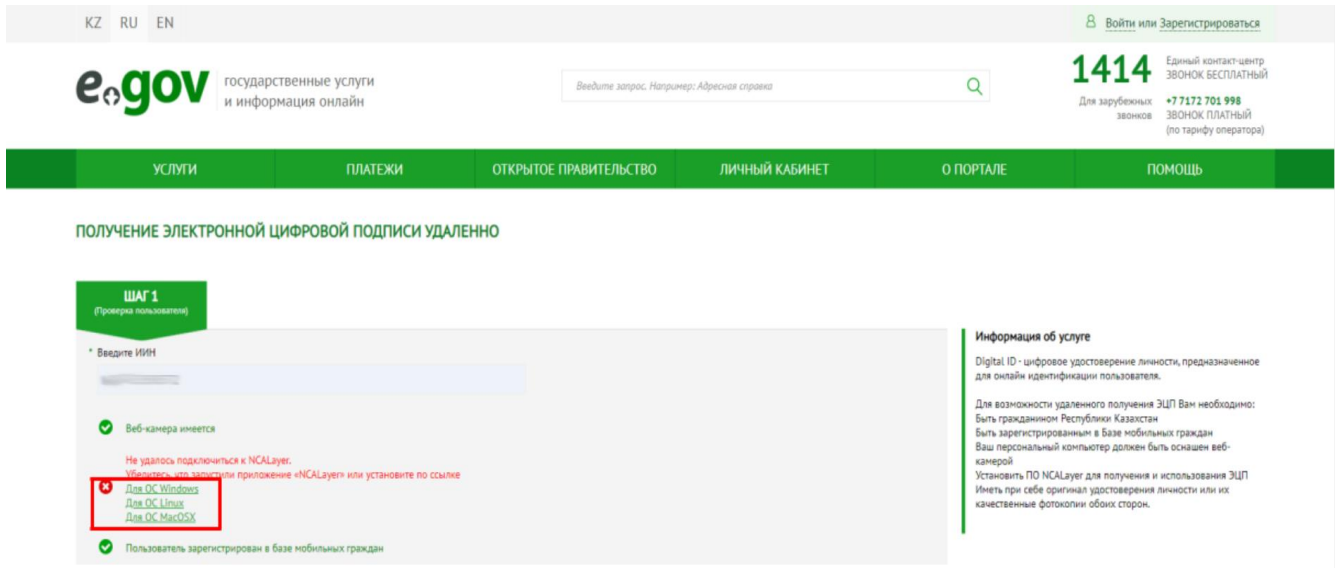 KZ RU EN
Войти или Зарегистрироваться
e.gov
государственные услуги
и информация онлайн
Введите запрос. Например: Адресная справка
1414
Единый контакт-центр
ЗВОНОК БЕСПЛАТНЫЙ
Для зарубежных
звонков
+7 7172 701 998
ЗВОНОК ПЛАТНЫЙ
(по тарифу оператора)
УСЛУГИ ПЛАТЕЖИ ОТКРЫТОЕ ПРАВИТЕЛЬСТВО ЛИЧНЫЙ КАБИНЕТ О ПОРТАЛЕ ПОМОЩЬ
ПОЛУЧЕНИЕ ЭЛЕКТРОННОЙ ЦИФРОВОЙ ПОДПИСИ УДАЛЕННО
ШАГ 1
(Проверка пользователя)
* Введите ИИН
Веб-камера имеется
Не удалось подключиться к NCALayer.
Убедитесь, что запустили приложение «NCALayer» или установите по ссылке
Для ОС Windows
Для ОС Linux
Для ОС MacOSX
Пользователь зарегистрирован в базе мобильных граждан
Информация об услуге
Digital ID - цифровое удостоверение личности, предназначенное
для онлайн идентификации пользователя.
Для возможности удаленного получения ЭЦП Вам необходимо:
Быть гражданином Республики Казахстан
Быть зарегистрированным в Базе мобильных граждан
Ваш персональный компьютер должен быть оснащен веб-
камерой
Установить ПО NCALayer для получения и использования ЭЦП
Иметь при себе оригинал удостоверения личности или их
качественные фотокопии обоих сторон.